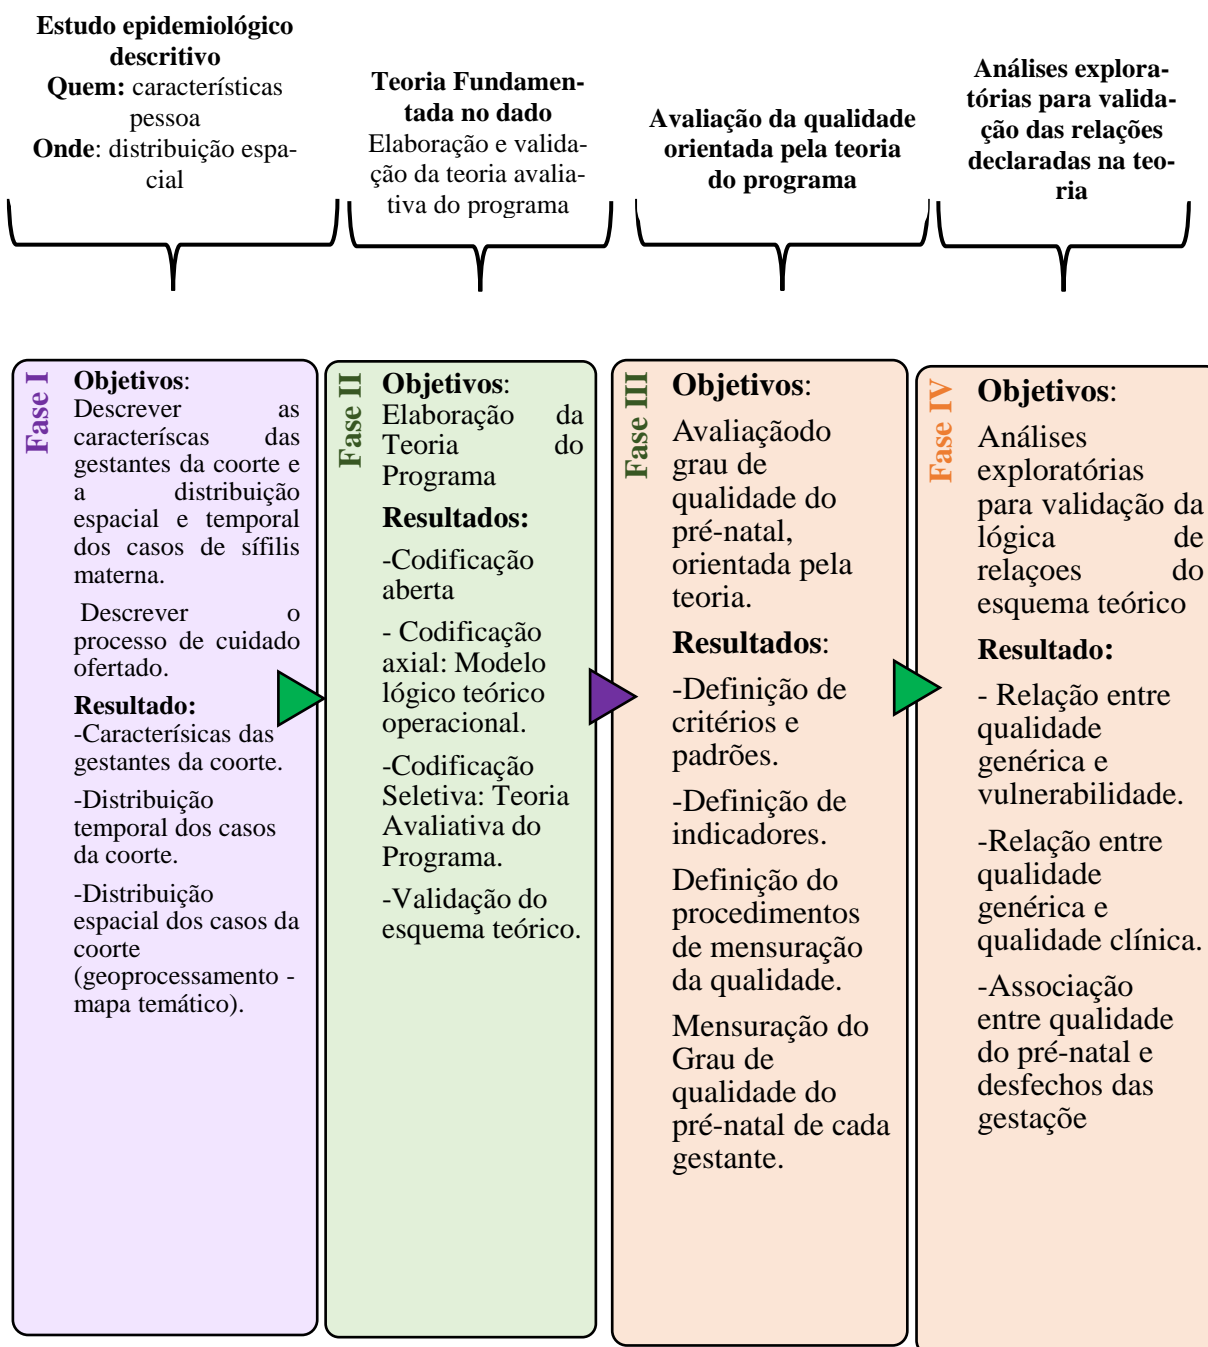 Estudo epidemiológico
descritivo
Quem: características
pessoa
Onde: distribuição espa-
cial
Teoria Fundamen-
tada no dado
Elaboração e valida-
ção da teoria avalia-
tiva do programa
Avaliação da qualidade
orientada pela teoria
do programa
Análises explora-
tórias para valida-
ção das relações
declaradas na teo-
ria
Fase I
Objetivos:
Descrever as
caracteríscas das
gestantes da coorte e
a distribuição
espacial e temporal
dos casos de sífilis
materna.
Descrever o
processo de cuidado
ofertado.
Resultado:
-Caracterísicas das
gestantes da coorte.
-Distribuição
temporal dos casos
da coorte.
-Distribuição
espacial dos casos da
coorte
(geoprocessamento -
mapa temático).
Fase II
Objetivos:
Elaboração da
Teoria do
Programa
Resultados:
-Codificação
aberta
- Codificação
axial: Modelo
lógico teórico
operacional.
-Codificação
Seletiva: Teoria
Avaliativa do
Programa.
-Validação do
esquema teórico.
Fase III
Objetivos:
Avaliaçãodo
grau de
qualidade do
pré-natal,
orientada pela
teoria.
Resultados:
-Definição de
critérios e
padrões.
-Definição de
indicadores.
Definição do
procedimentos
de mensuração
da qualidade.
Mensuração do
Grau de
qualidade do
pré-natal de cada
gestante.
Fase IV
Objetivos:
Análises
exploratórias
para validação da
lógica de
relaçoes do
esquema teórico
Resultado:
- Relação entre
qualidade
genérica e
vulnerabilidade.
-Relação entre
qualidade
genérica e
qualidade clínica.
-Associação
entre qualidade
do pré-natal e
desfechos das
gestaçõe